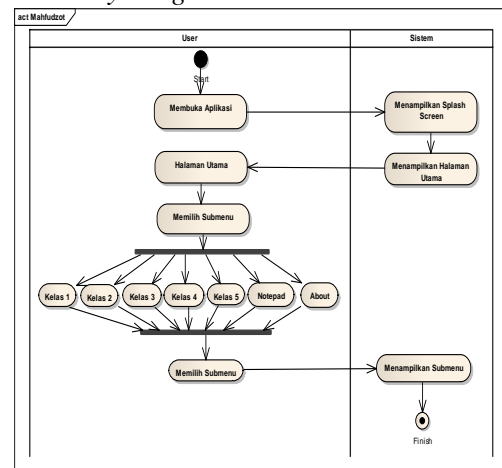 act Mahfudzot
User
Sistem
Start
Membuka Aplikasi
Menampilkan Splash
Screen
Halaman Utama
Menampilkan Halaman
Utama
Memilih Submenu
Kelas 1
Kelas 2
Kelas 3
Kelas 4
Kelas 5
Notepad
About
Memilih Submenu
Menampilkan Submenu
Finish